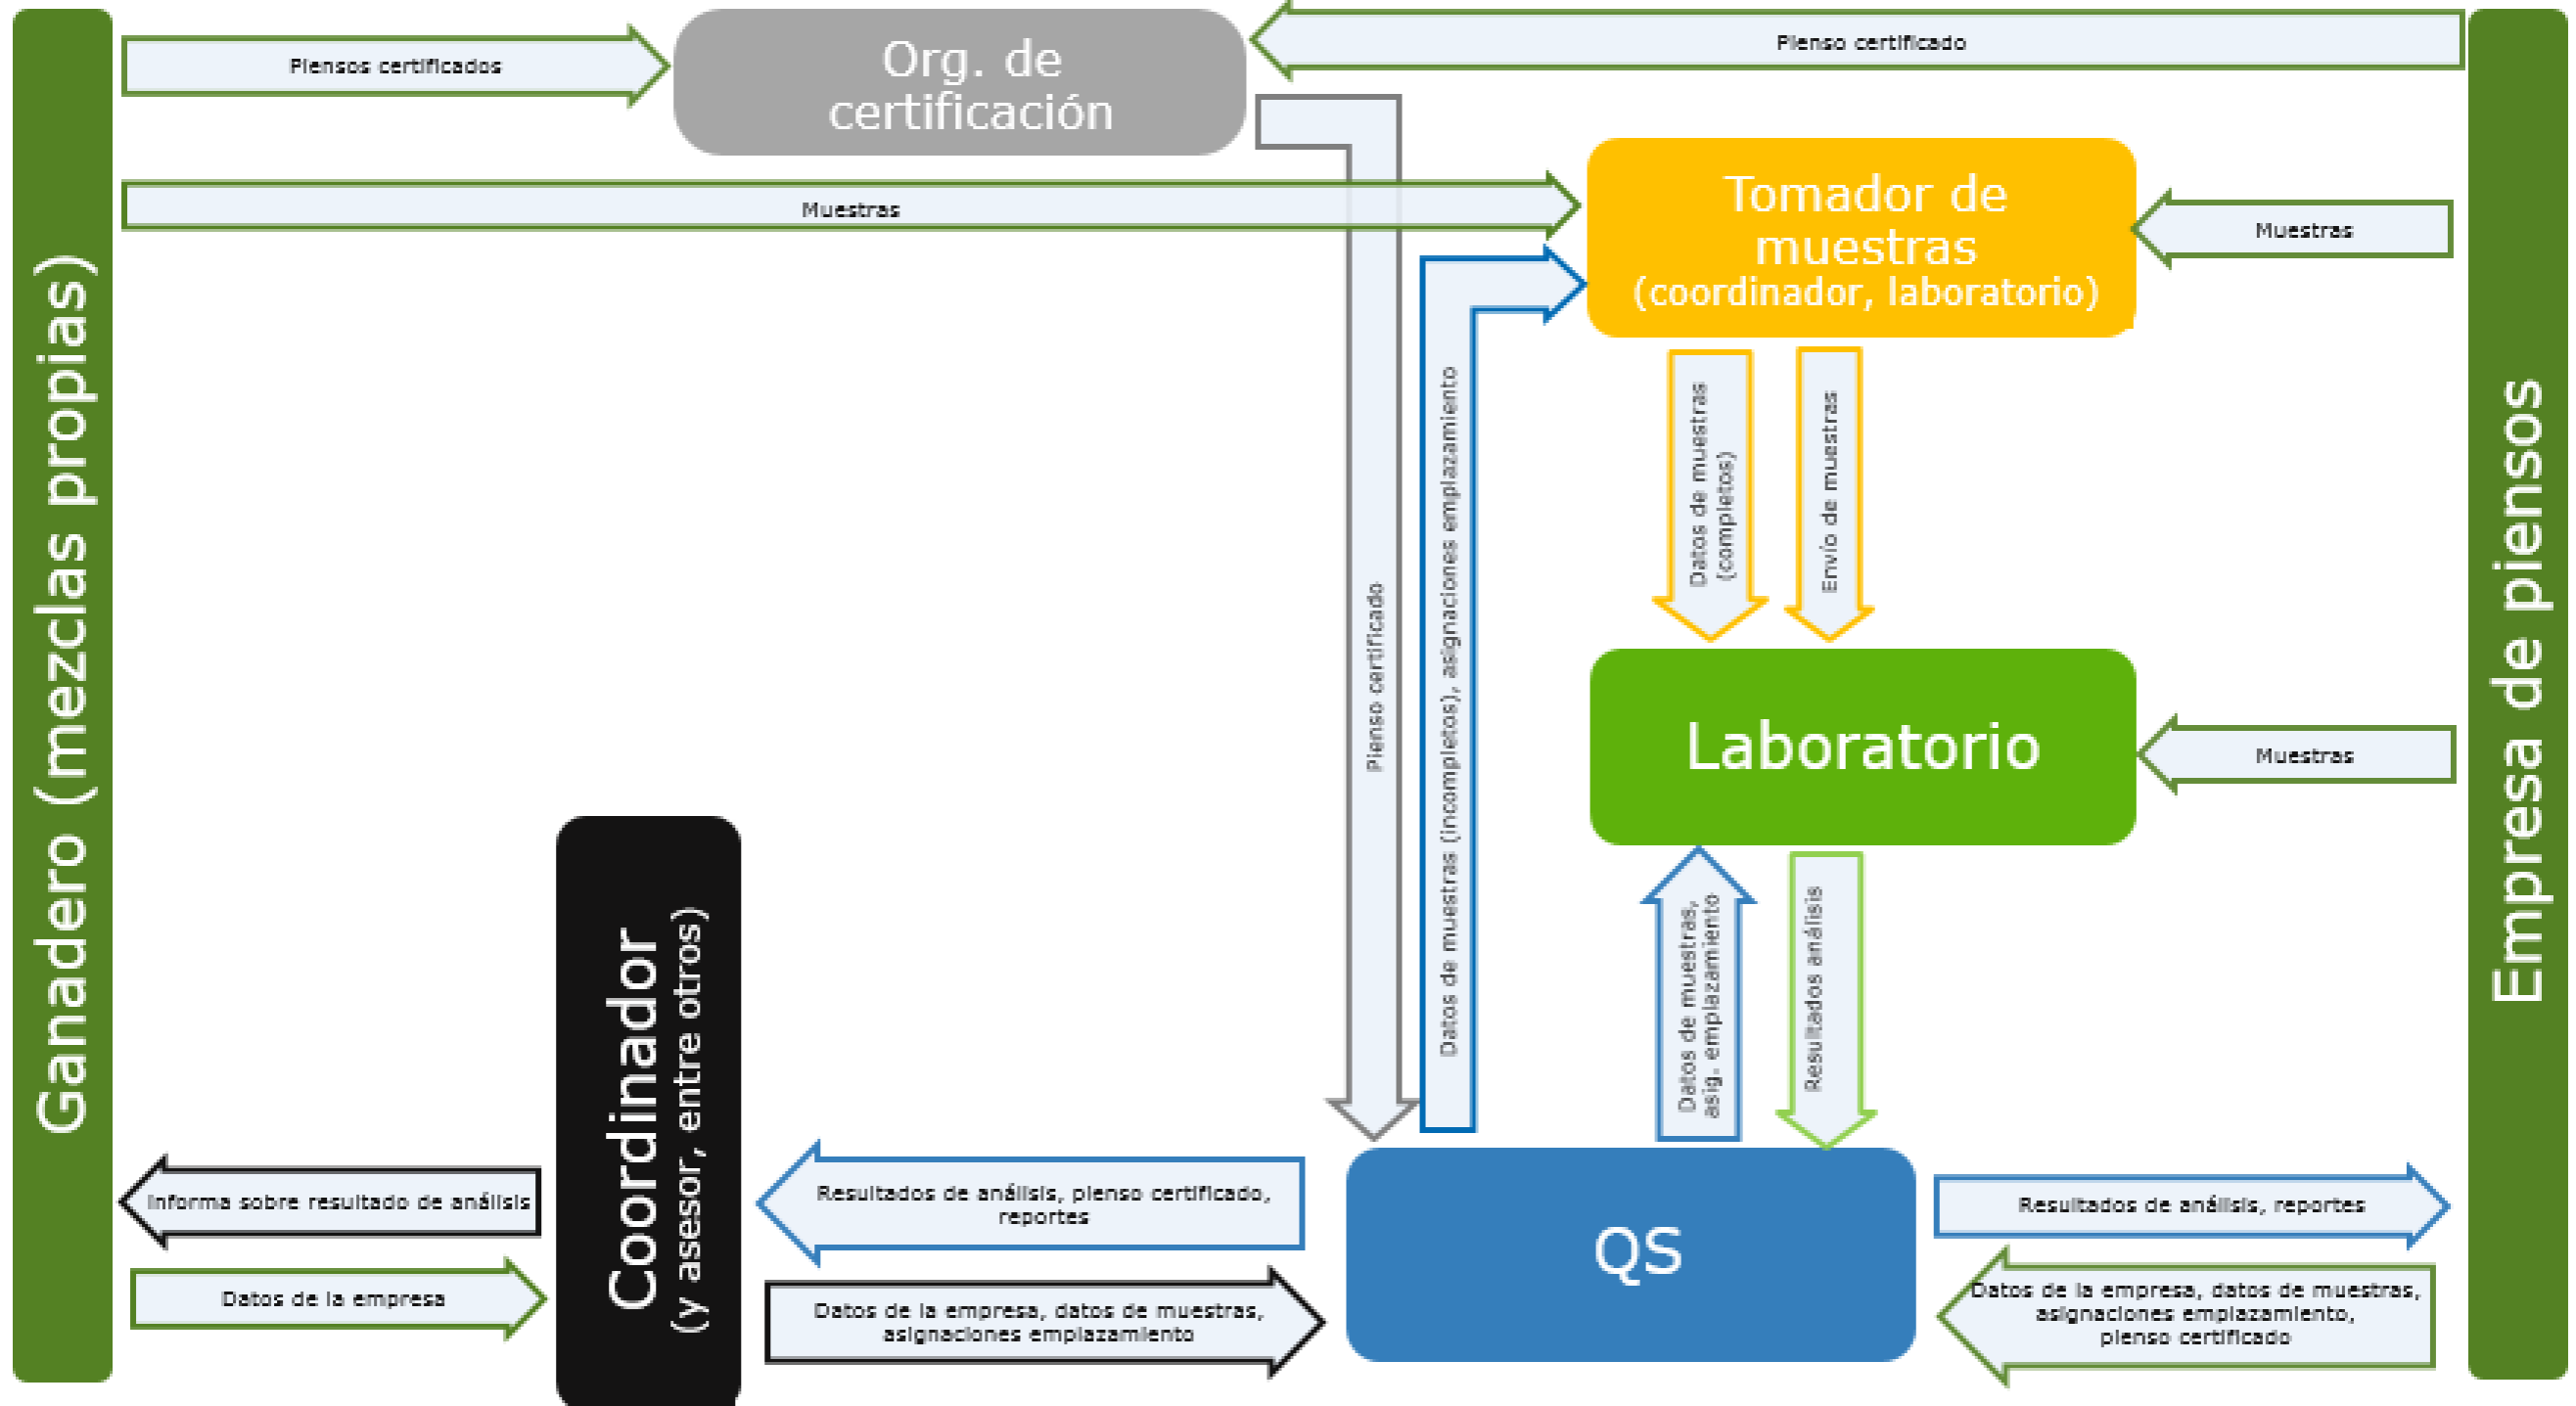 Ganadero (mezclas propias)
Piensos certificados
Org. de
certificación
Pienso certificado
Muestras
Tomador de
muestras
(coordinador, laboratorio)
Muestras
Empresa de piensos
Pienso certificado
Datos de muestras (incompletos), asignaciones emplazamiento
Datos de muestras
(completos)
Envío de muestras
Laboratorio
Muestras
Datos de muestras,
asig. emplazamiento
Resultados análisis
Coordinador
(y asesor, entre otros)
Informa sobre resultado de análisis
Datos de la empresa
Resultados de análisis, pienso certificado,
reportes
Datos de la empresa, datos de muestras,
asignaciones emplazamiento
QS
Resultados de análisis, reportes
Datos de la empresa, datos de muestras,
asignaciones emplazamiento,
pienso certificado